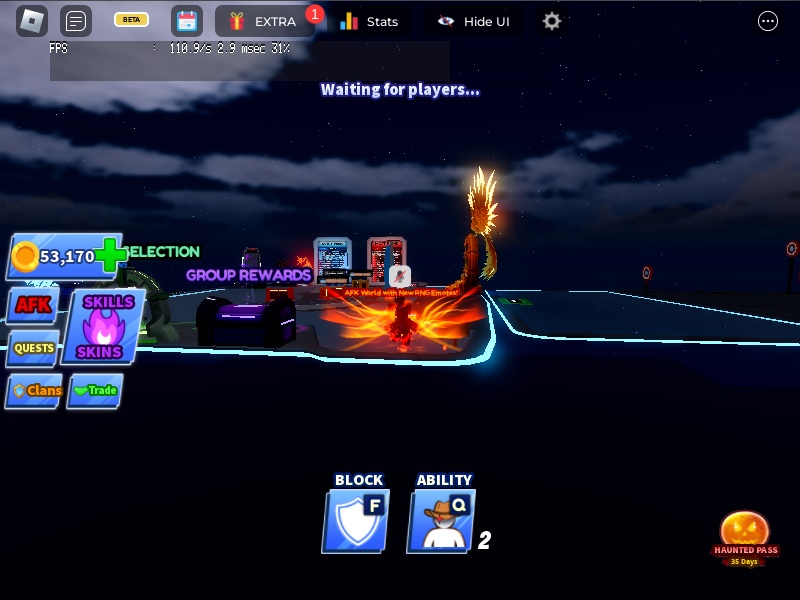 BETA
EXTRA
1
Stats
Hide UI
FPS : 110.9/s 2.9 msec 31%
Waiting for players...
53,170
SELECTION
GROUP REWARDS
AFK World with New RNG Emotes!
AFK
SKILLS
SKINS
QUESTS
Clans
Trade
BLOCK
F
ABILITY
Q
2
HAUNTED PASS
35 Days